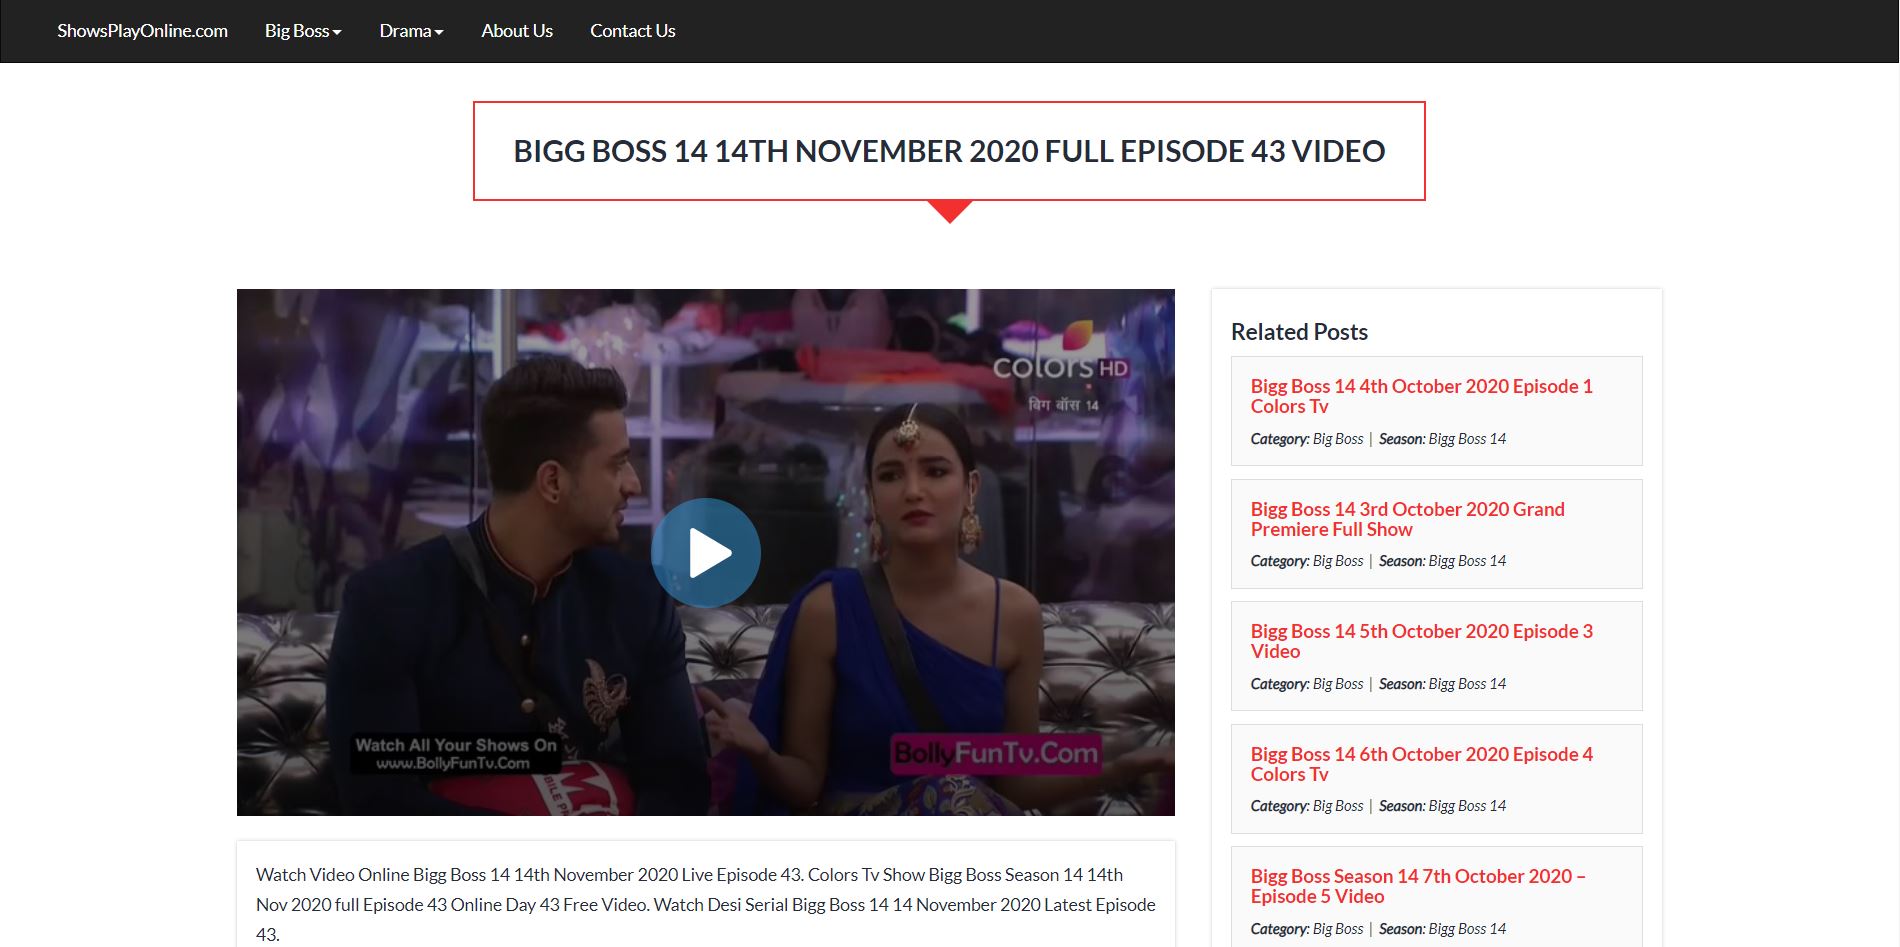 ShowsPlayOnline.com Big Boss Drama About Us Contact Us
BIGG BOSS 14 14TH NOVEMBER 2020 FULL EPISODE 43 VIDEO
colors HD
बिग बॉस 14
Watch All Your Shows On
www.BollyFunTv.Com
BollyFunTv.Com
Watch Video Online Bigg Boss 14 14th November 2020 Live Episode 43. Colors Tv Show Bigg Boss Season 14 14th
Nov 2020 full Episode 43 Online Day 43 Free Video. Watch Desi Serial Bigg Boss 14 14 November 2020 Latest Episode
43.
Related Posts
Bigg Boss 14 4th October 2020 Episode 1
Colors Tv
Category: Big Boss | Season: Bigg Boss 14
Bigg Boss 14 3rd October 2020 Grand
Premiere Full Show
Category: Big Boss | Season: Bigg Boss 14
Bigg Boss 14 5th October 2020 Episode 3
Video
Category: Big Boss | Season: Bigg Boss 14
Bigg Boss 14 6th October 2020 Episode 4
Colors Tv
Category: Big Boss | Season: Bigg Boss 14
Bigg Boss Season 14 7th October 2020 –
Episode 5 Video
Category: Big Boss | Season: Bigg Boss 14